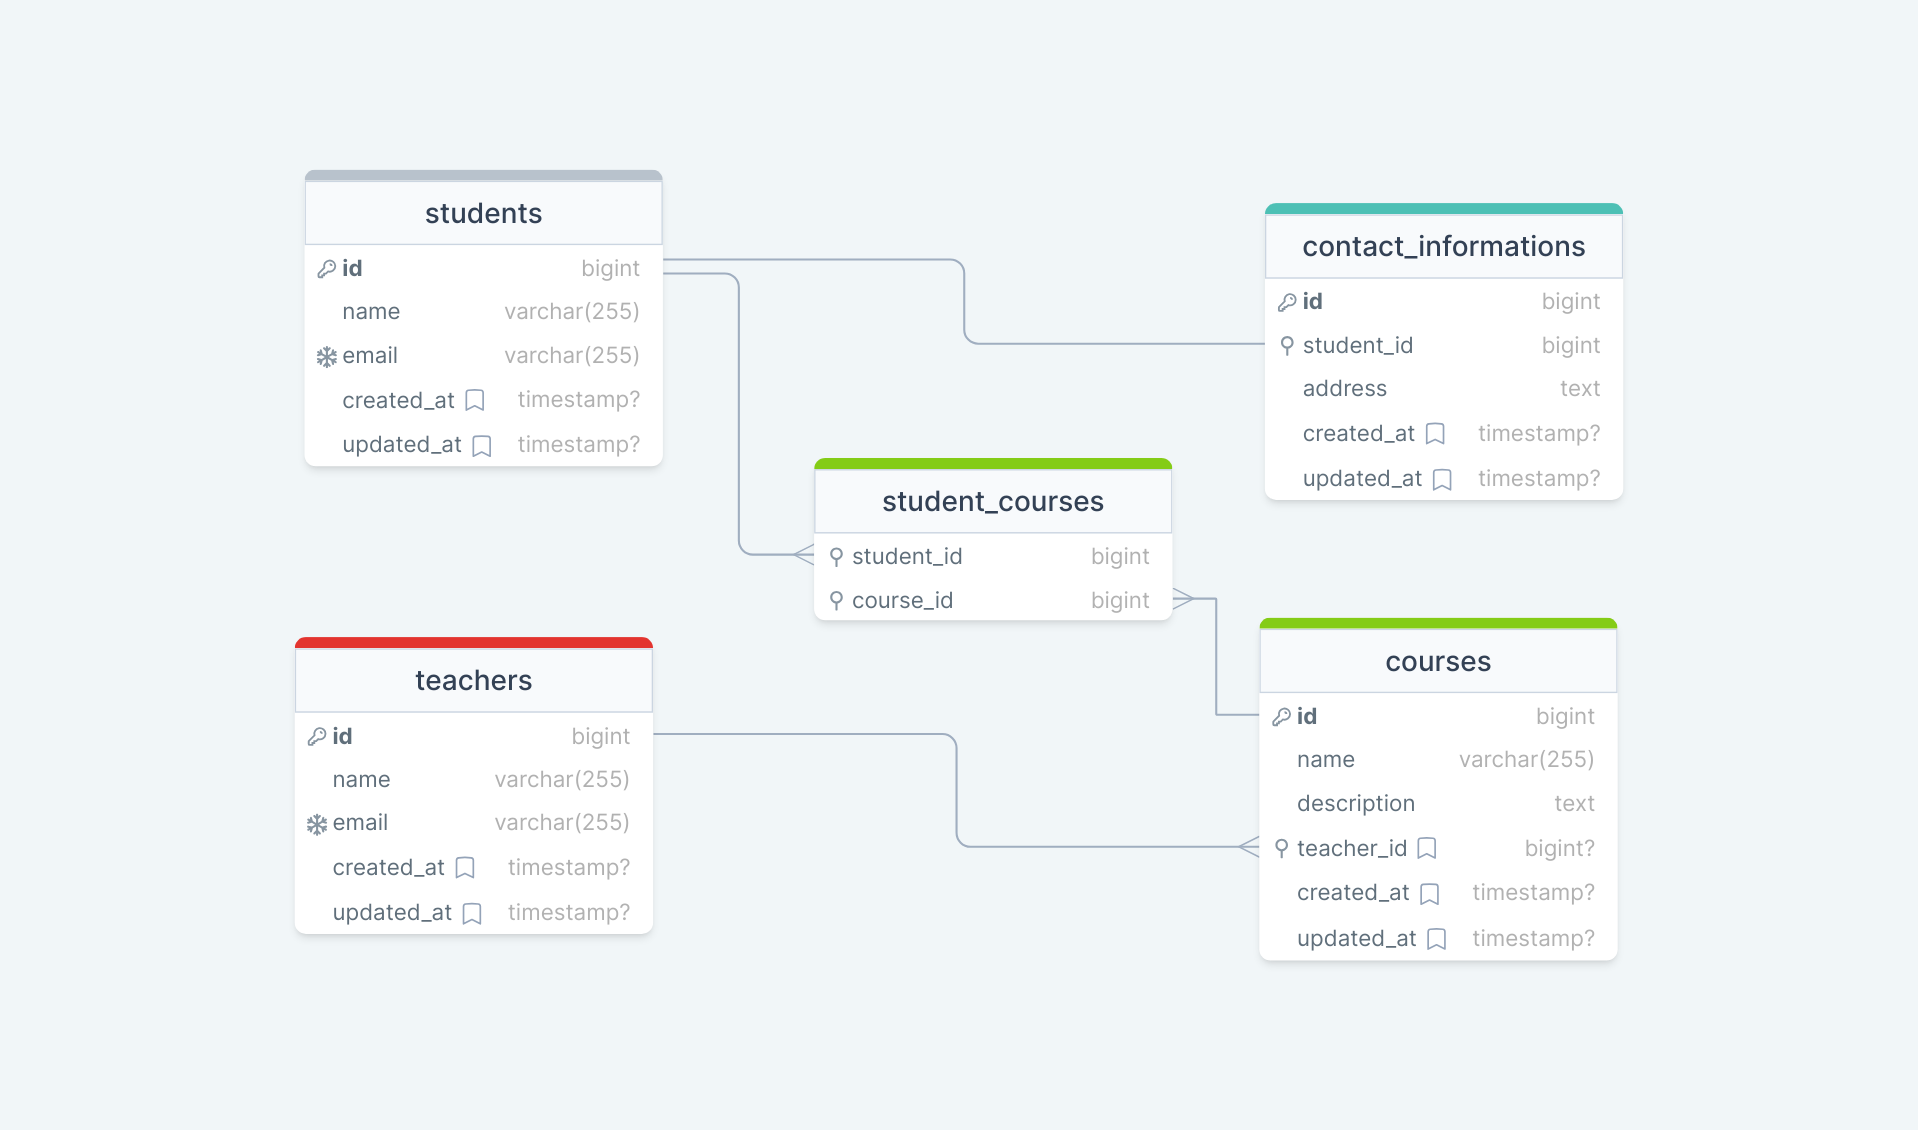 students
id bigint
name varchar(255)
email varchar(255)
created_at timestamp?
updated_at timestamp?
contact_informations
id bigint
student_id bigint
address text
created_at timestamp?
updated_at timestamp?
student_courses
student_id bigint
course_id bigint
teachers
id bigint
name varchar(255)
email varchar(255)
created_at timestamp?
updated_at timestamp?
courses
id bigint
name varchar(255)
description text
teacher_id bigint?
created_at timestamp?
updated_at timestamp?